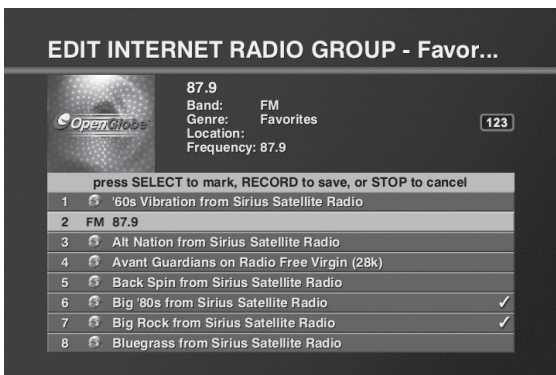 EDIT INTERNET RADIO GROUP - Favor...
OpenGlobe
87.9
Band: FM
Genre: Favorites
Location:
Frequency: 87.9
123
press SELECT to mark, RECORD to save, or STOP to cancel
1 '60s Vibration from Sirius Satellite Radio
2 FM 87.9
3 Alt Nation from Sirius Satellite Radio
4 Avant Guardians on Radio Free Virgin (28k)
5 Back Spin from Sirius Satellite Radio
6 Big '80s from Sirius Satellite Radio ✓
7 Big Rock from Sirius Satellite Radio ✓
8 Bluegrass from Sirius Satellite Radio